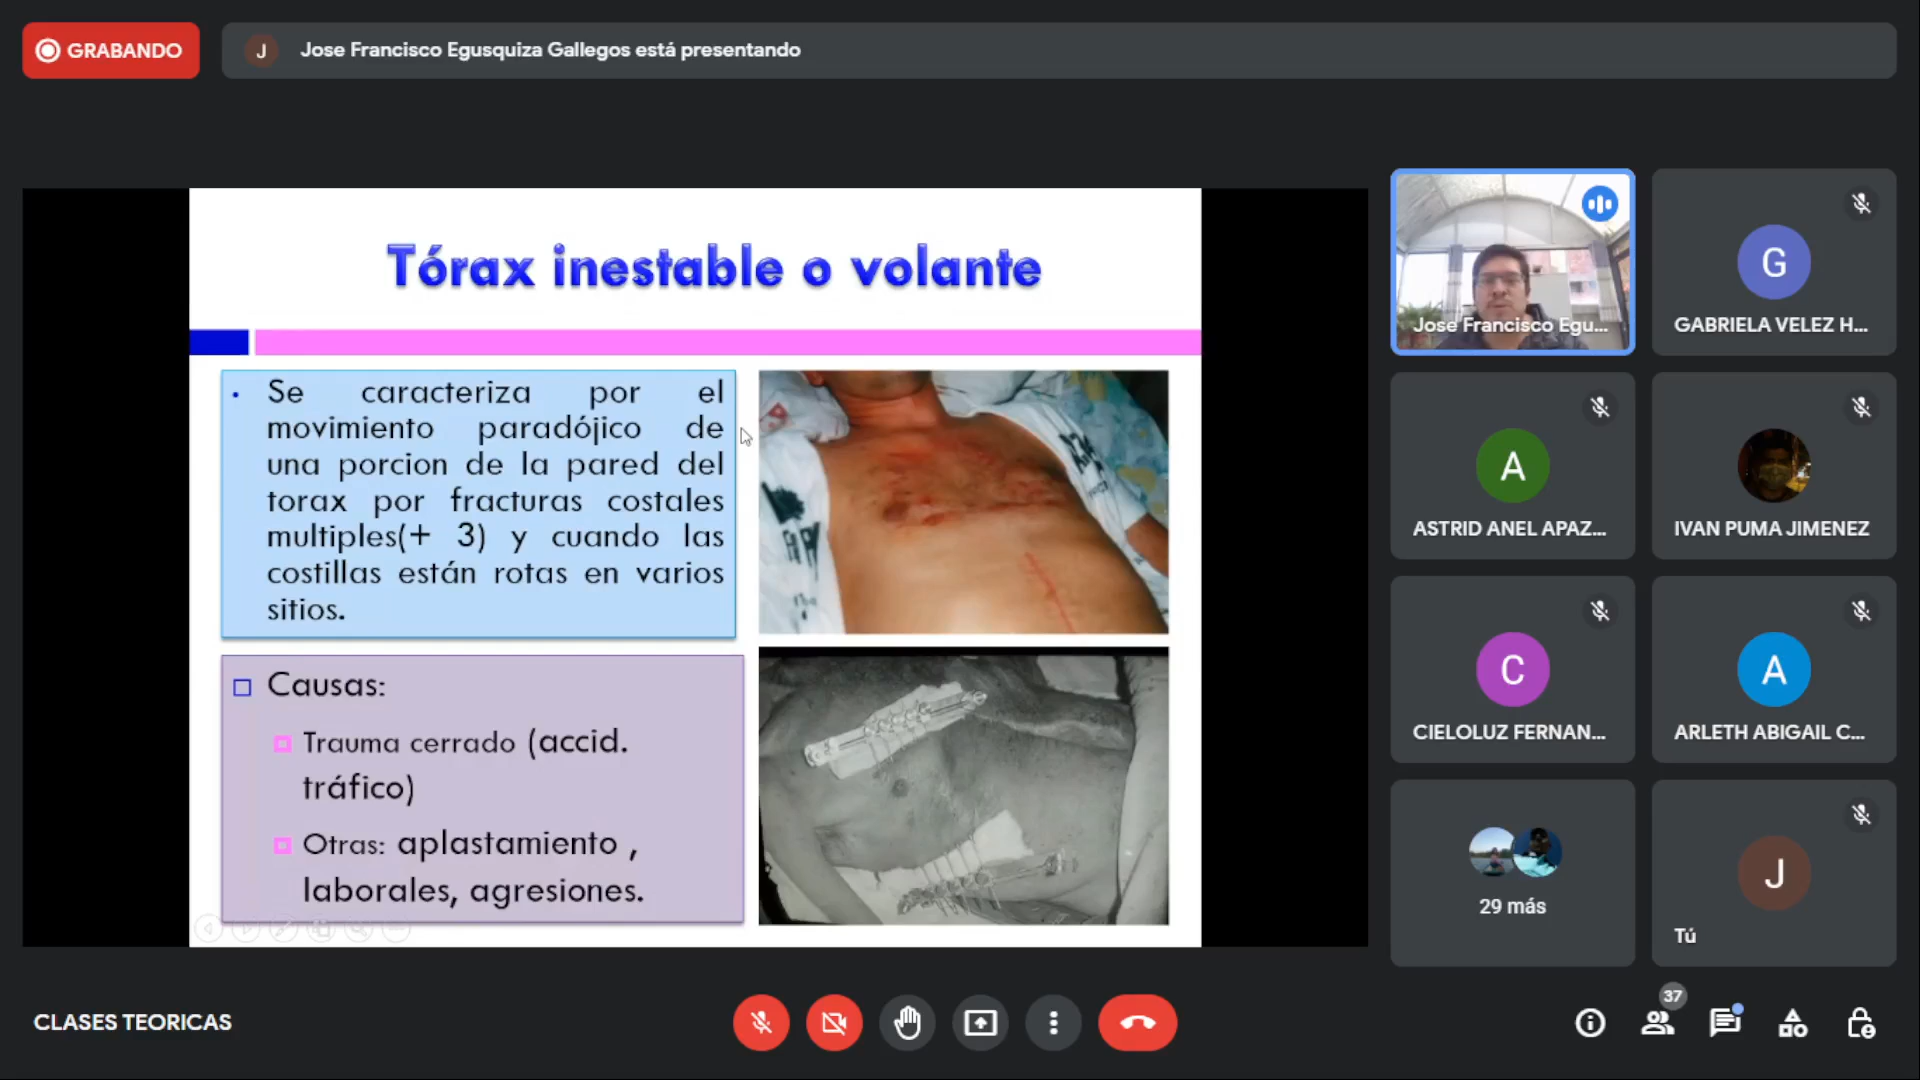 GRABANDO
J
Jose Francisco Egusquiza Gallegos está presentando
Tórax inestable o volante
• Se caracteriza por el
movimiento paradójico de
una porcion de la pared del
torax por fracturas costales
multiples(+ 3) y cuando las
costillas están rotas en varios
sitios.
Causas:
Trauma cerrado (accid.
tráfico)
Otras: aplastamiento ,
laborales, agresiones.
Jose Francisco Egu...
G
GABRIELA VELEZ H...
A
ASTRID ANEL APAZ...
IVAN PUMA JIMENEZ
C
CIELOLUZ FERNAN...
A
ARLETH ABIGAIL C...
29 más
J
Tú
CLASES TEORICAS
37